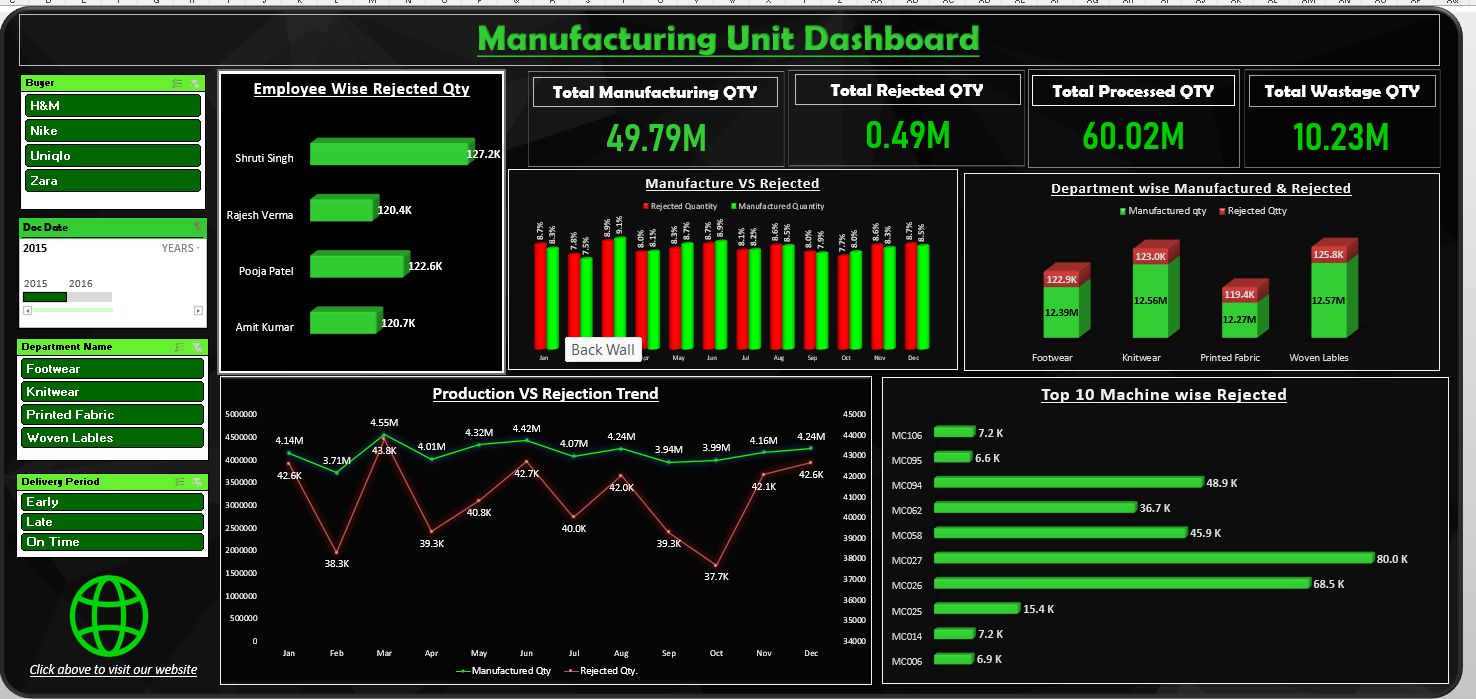 Manufacturing Unit Dashboard
Buyer
H&M
Nike
Uniqlo
Zara
Doc Date
2015
YEARS
2015 2016
Department Name
Footwear
Knitwear
Printed Fabric
Woven Lables
Delivery Period
Early
Late
On Time
Click above to visit our website
Employee Wise Rejected Qty
Shruti Singh 127.2K
Rajesh Verma 120.4K
Pooja Patel 122.6K
Amit Kumar 120.7K
Total Manufacturing QTY
49.79M
Total Rejected QTY
0.49M
Total Processed QTY
60.02M
Total Wastage QTY
10.23M
Manufacture VS Rejected
Rejected Quantity Manufactured Quantity
8.7% 8.3% 7.8% 7.5% 8.9% 9.1% 8.0% 8.1% 8.3% 8.7% 8.7% 8.9% 8.1% 8.2% 8.6% 8.5% 8.0% 7.9% 7.7% 8.0% 8.6% 8.3% 8.7% 8.5%
Jan May Jun Jul Aug Sep Oct Nov Dec
Back Wall
Department wise Manufactured & Rejected
Manufactured qty Rejected Qtty
122.9K 123.0K 119.4K 125.8K
12.39M 12.56M 12.27M 12.57M
Footwear Knitwear Printed Fabric Woven Lables
Production VS Rejection Trend
5000000
4500000
4000000
3500000
3000000
2500000
2000000
1500000
1000000
500000
0
4.14M 3.71M 4.55M 4.01M 4.32M 4.42M 4.07M 4.24M 3.94M 3.99M 4.16M 4.24M
42.6K 38.3K 43.8K 39.3K 40.8K 42.7K 40.0K 42.0K 39.3K 37.7K 42.1K 42.6K
45000
44000
43000
42000
41000
40000
39000
38000
37000
36000
35000
34000
Jan Feb Mar Apr May Jun Jul Aug Sep Oct Nov Dec
Manufactured Qty Rejected Qty.
Top 10 Machine wise Rejected
MC106 7.2 K
MC095 6.6 K
MC094 48.9 K
MC062 36.7 K
MC058 45.9 K
MC027 80.0 K
MC026 68.5 K
MC025 15.4 K
MC014 7.2 K
MC006 6.9 K